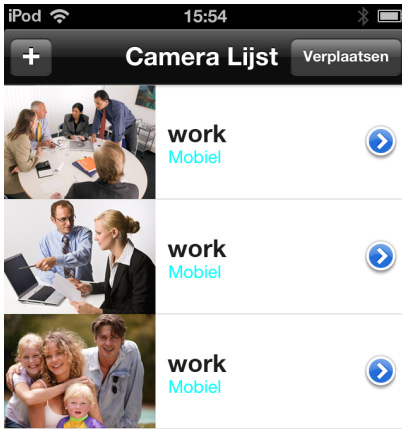 iPod 15:54
+ Camera Lijst Verplaatsen
work
Mobiel
work
Mobiel
work
Mobiel